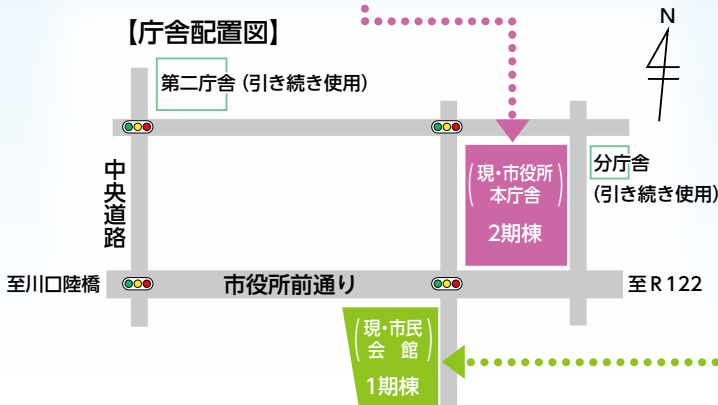 【庁舎配置図】
N
第二庁舎（引き続き使用）
中央道路
（現・市役所
本庁舎）
2期棟
分庁舎
（引き続き使用）
至川口陸橋
市役所前通り
至R122
（現・市民
会　館）
1期棟